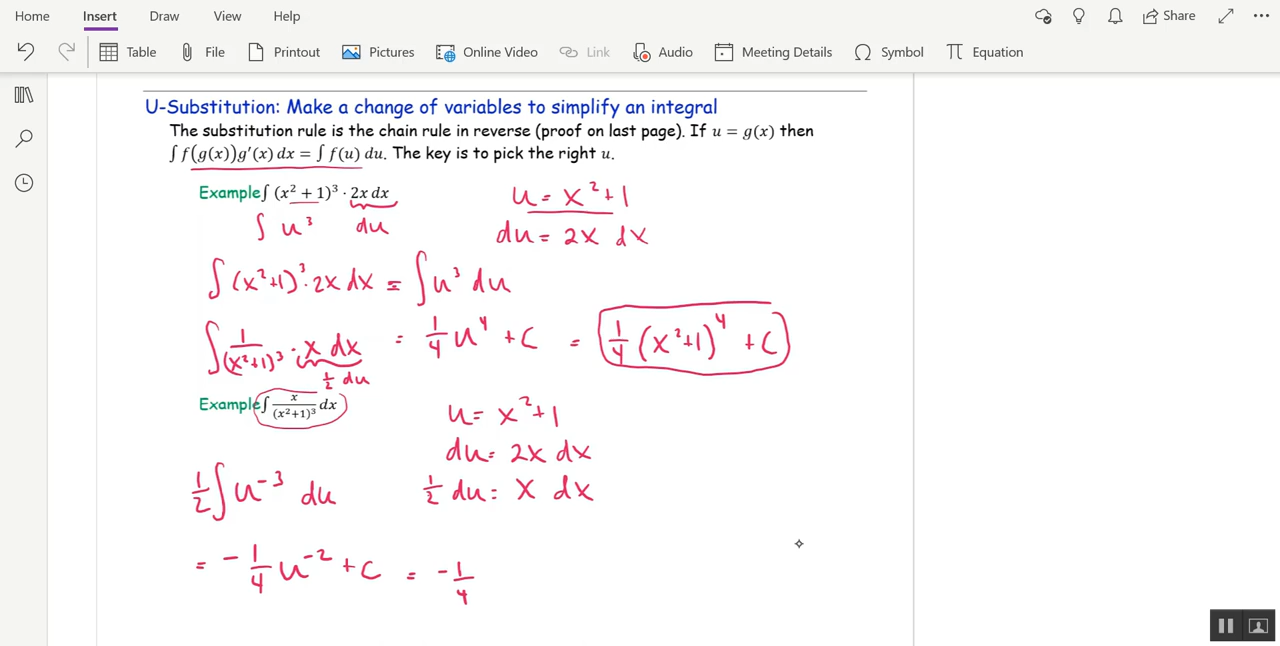 Home Insert Draw View Help Share
Table File Printout Pictures Online Video Link Audio Meeting Details Ω Symbol π Equation
U-Substitution: Make a change of variables to simplify an integral
The substitution rule is the chain rule in reverse (proof on last page). If u = g(x) then
∫ f(g(x))g′(x) dx = ∫ f(u) du. The key is to pick the right u.
Example ∫ (x² + 1)³ · 2x dx
u = x² + 1
∫ u³ du
du = 2x dx
∫ (x²+1)³ · 2x dx = ∫ u³ du
= 1/4 u⁴ + C = 1/4 (x²+1)⁴ + C
∫ 1/(x²+1)³ · x dx
1/2 du
Example ∫ x/(x²+1)³ dx
u = x² + 1
du = 2x dx
1/2 ∫ u⁻³ du
1/2 du = x dx
= -1/4 u⁻² + C = -1/4